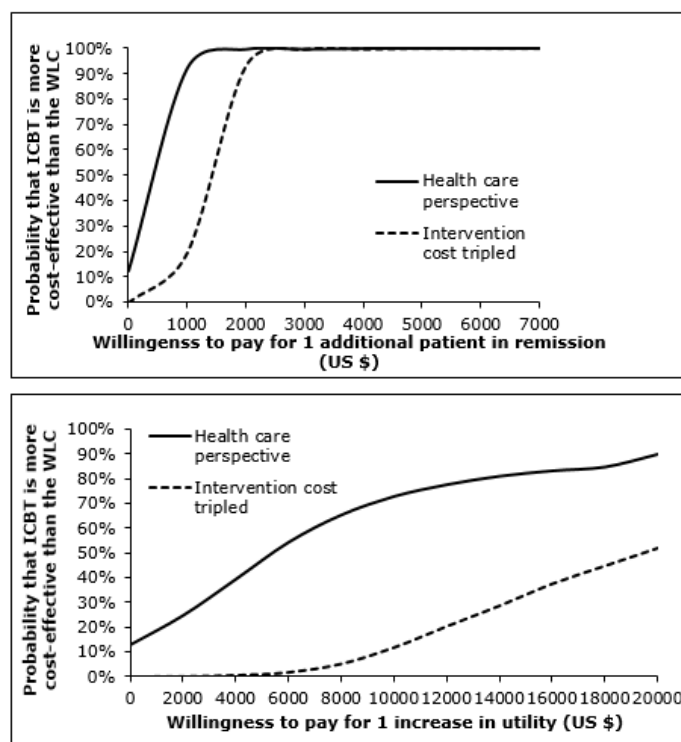 Probability that ICBT is more
cost-effective than the WLC
100%
90%
80%
70%
60%
50%
40%
30%
20%
10%
0%
Health care
perspective
Intervention
cost tripled
0 1000 2000 3000 4000 5000 6000 7000
Willingenss to pay for 1 additional patient in remission
(US $)
Probability that ICBT is more
cost-effective than the WLC
100%
90%
80%
70%
60%
50%
40%
30%
20%
10%
0%
Health care
perspective
Intervention cost
tripled
0 2000 4000 6000 8000 10000 12000 14000 16000 18000 20000
Willingness to pay for 1 increase in utility (US $)